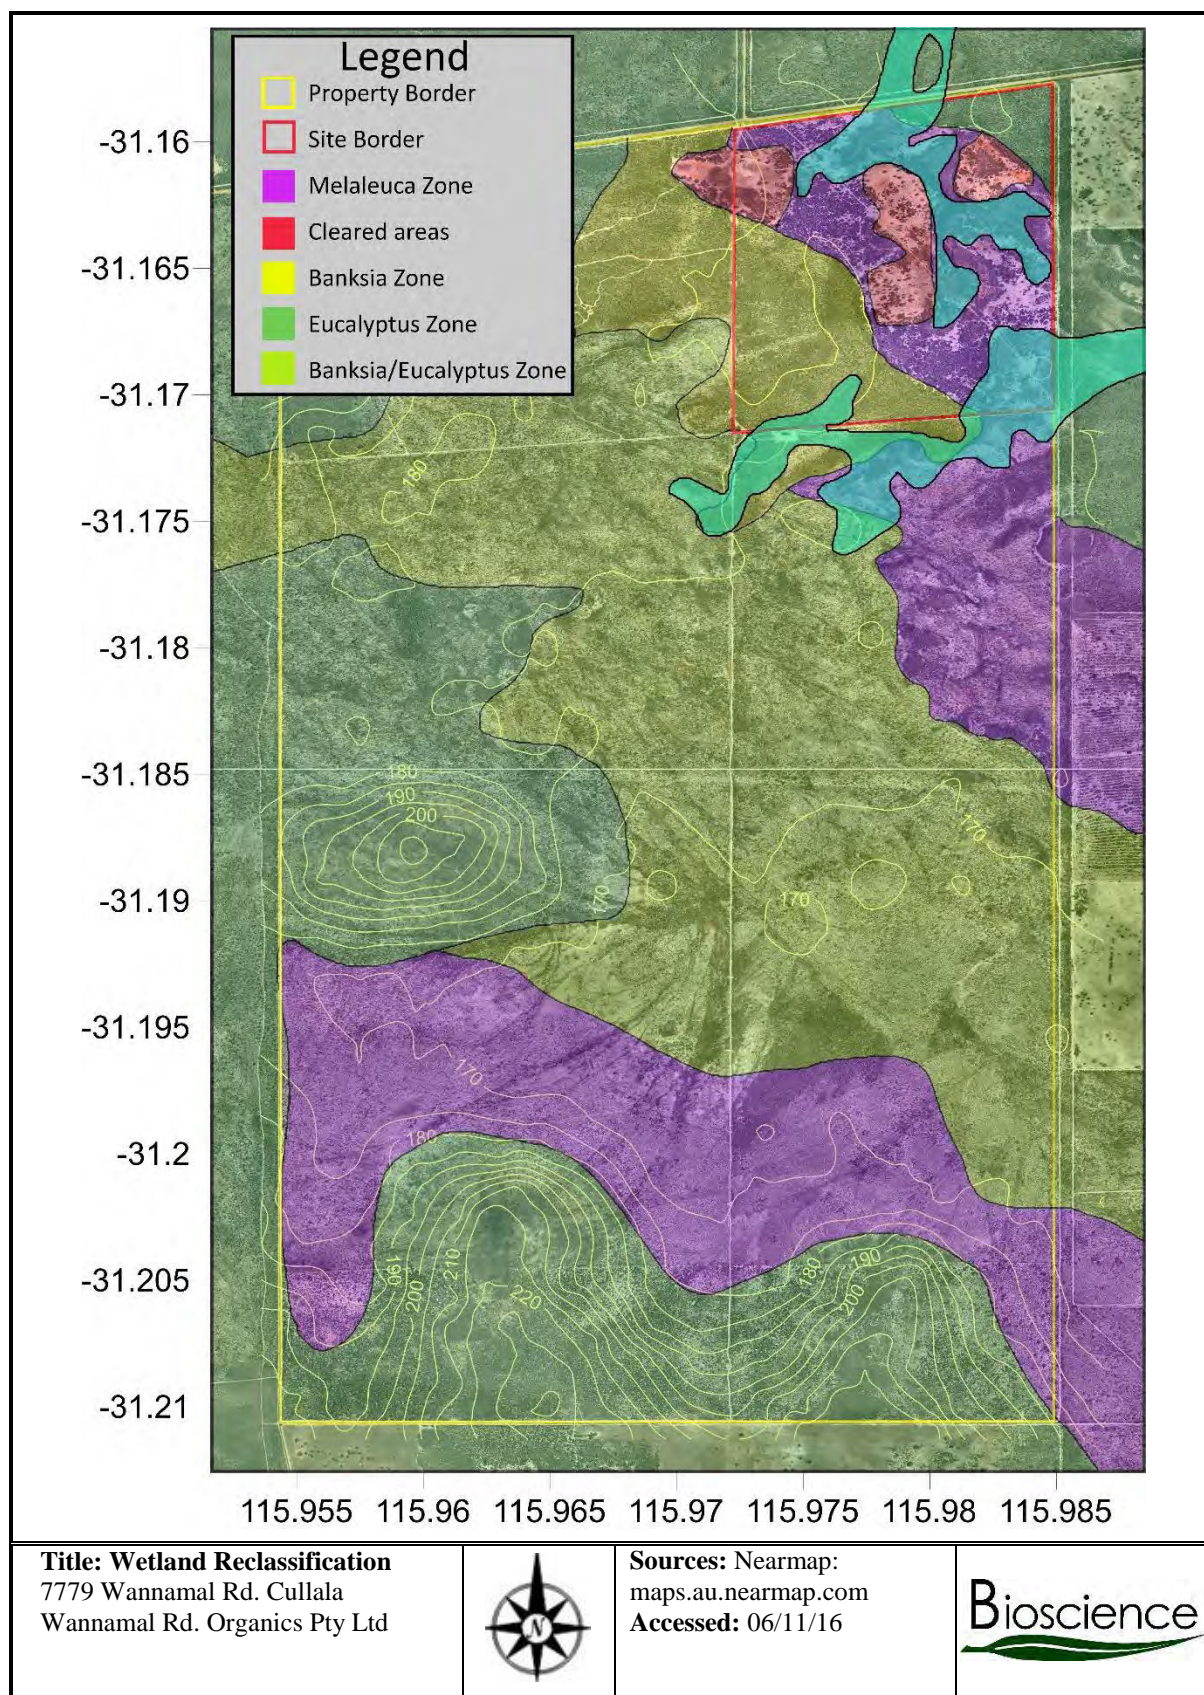 Legend
Property Border
Site Border
Melaleuca Zone
Cleared areas
Banksia Zone
Eucalyptus Zone
Banksia/Eucalyptus Zone
-31.16
-31.165
-31.17
-31.175
-31.18
-31.185
-31.19
-31.195
-31.2
-31.205
-31.21
180
180
190
200
170
170
170
170
180
190
200
210
220
180
190
200
115.955 115.96 115.965 115.97 115.975 115.98 115.985
Title: Wetland Reclassification
7779 Wannamal Rd. Cullala
Wannamal Rd. Organics Pty Ltd
N
Sources: Nearmap:
maps.au.nearmap.com
Accessed: 06/11/16
Bioscience